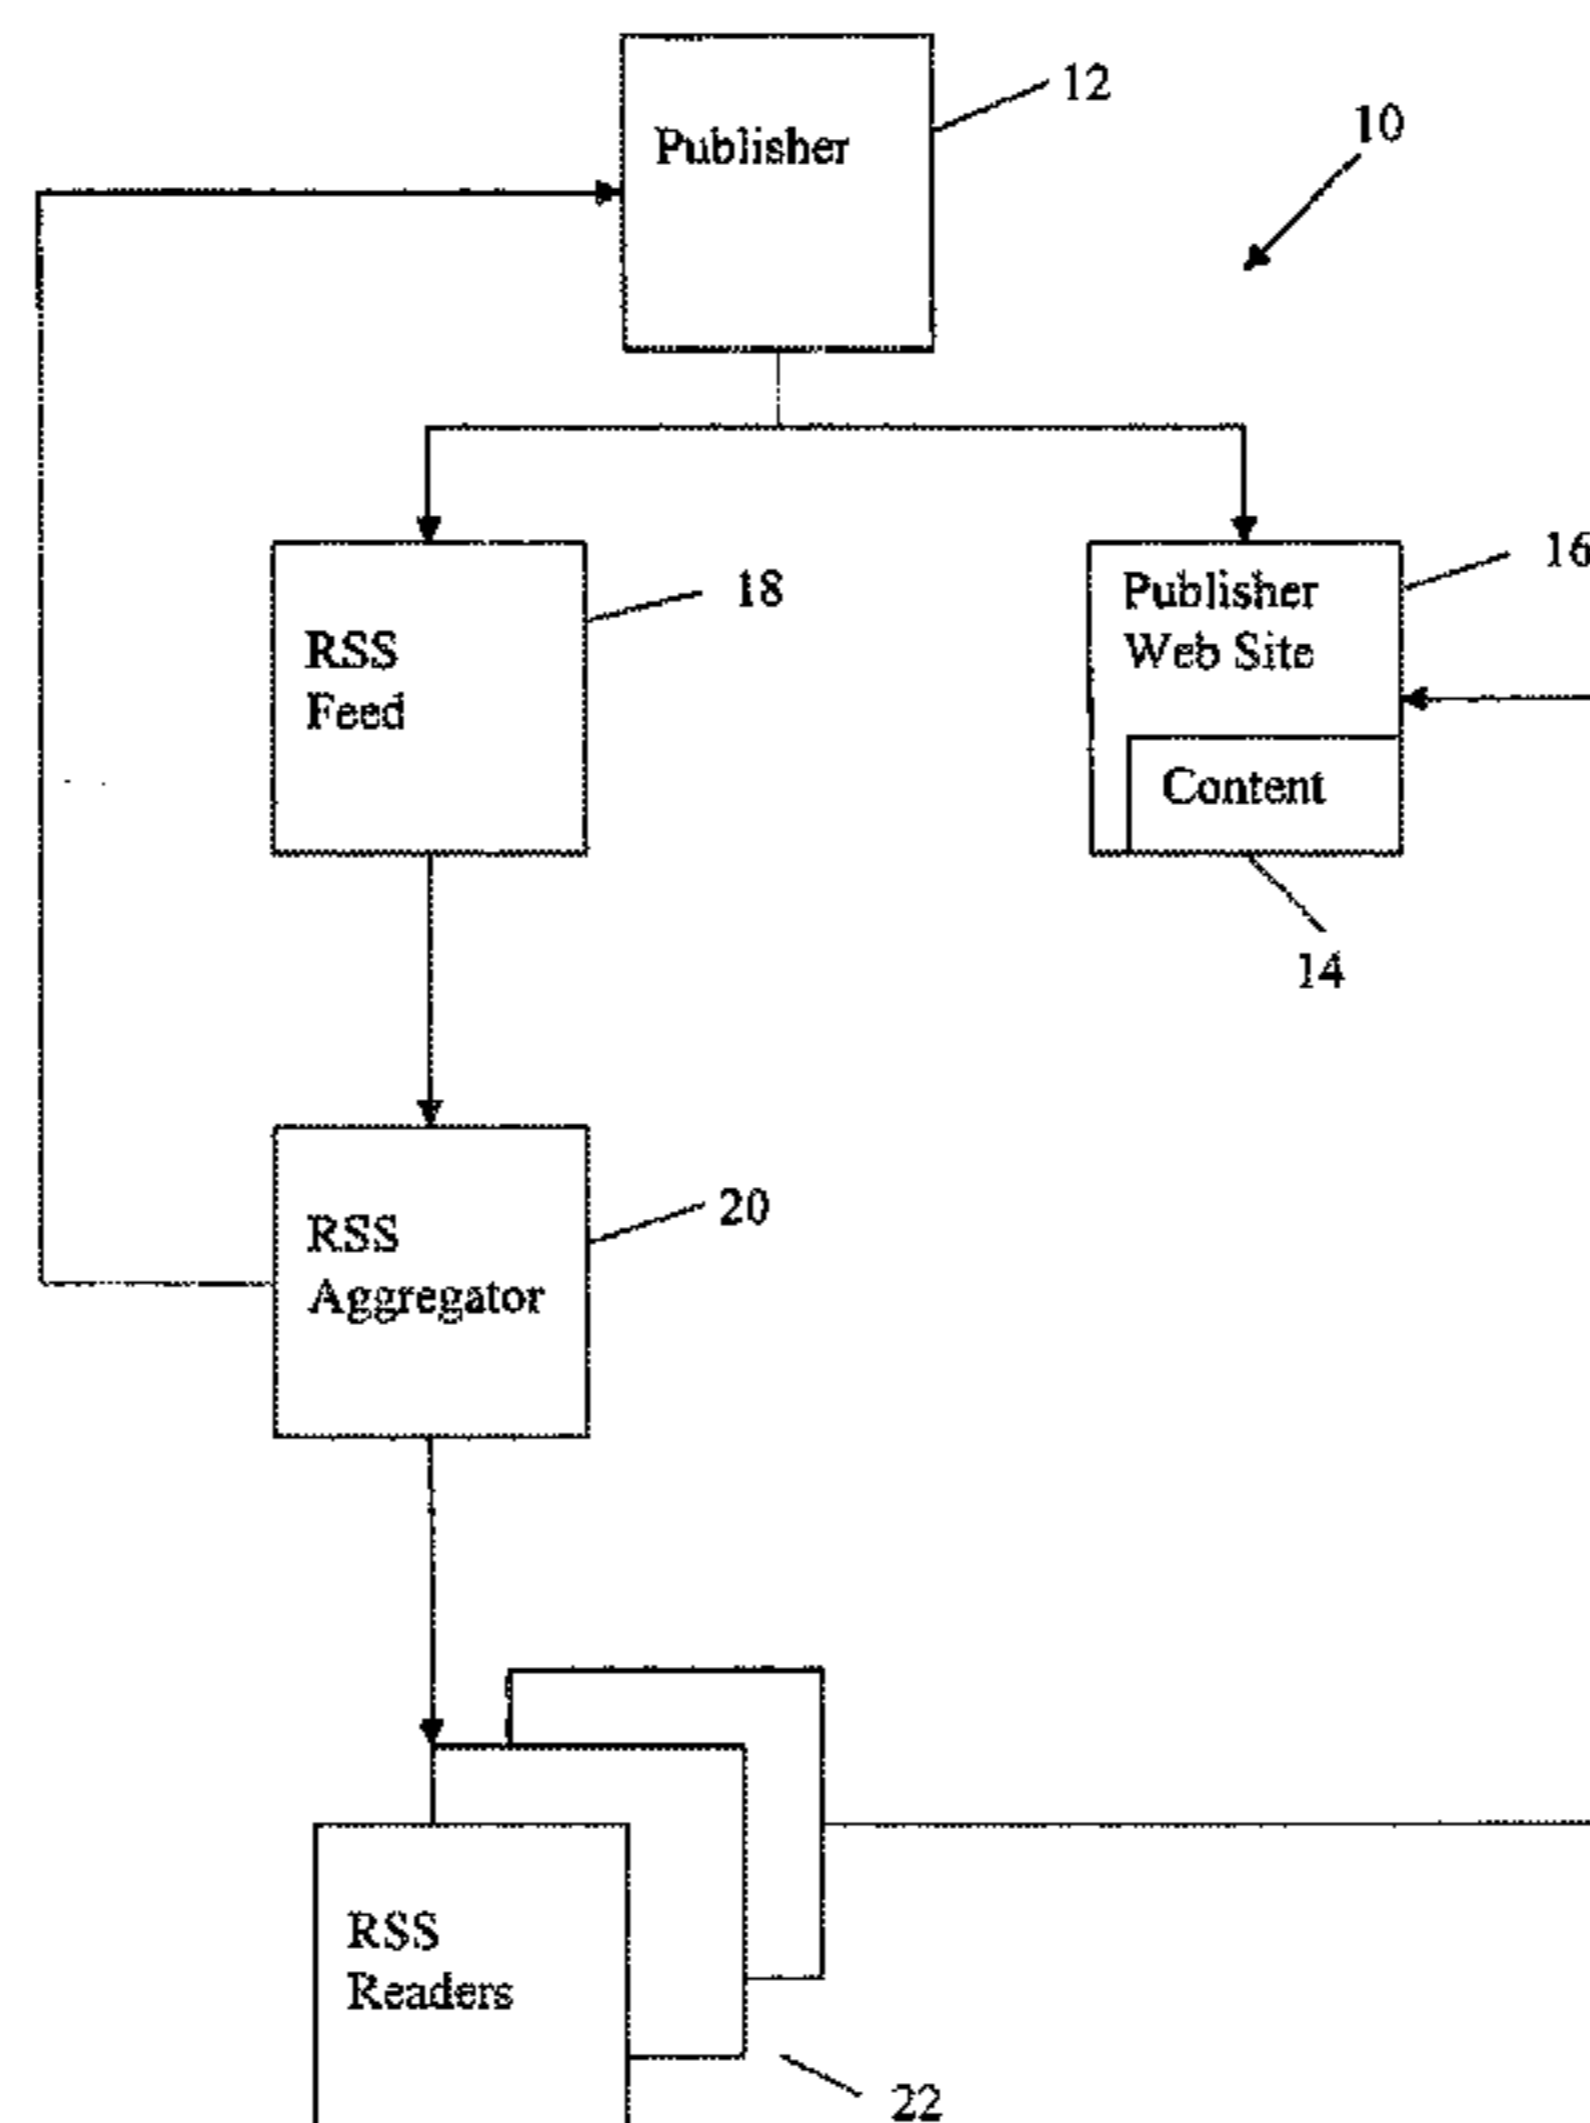 12
10
Publisher
16
18
Publisher
Web Site
RSS
Feed
Content
14
20
RSS
Aggregator
RSS
Readers
22